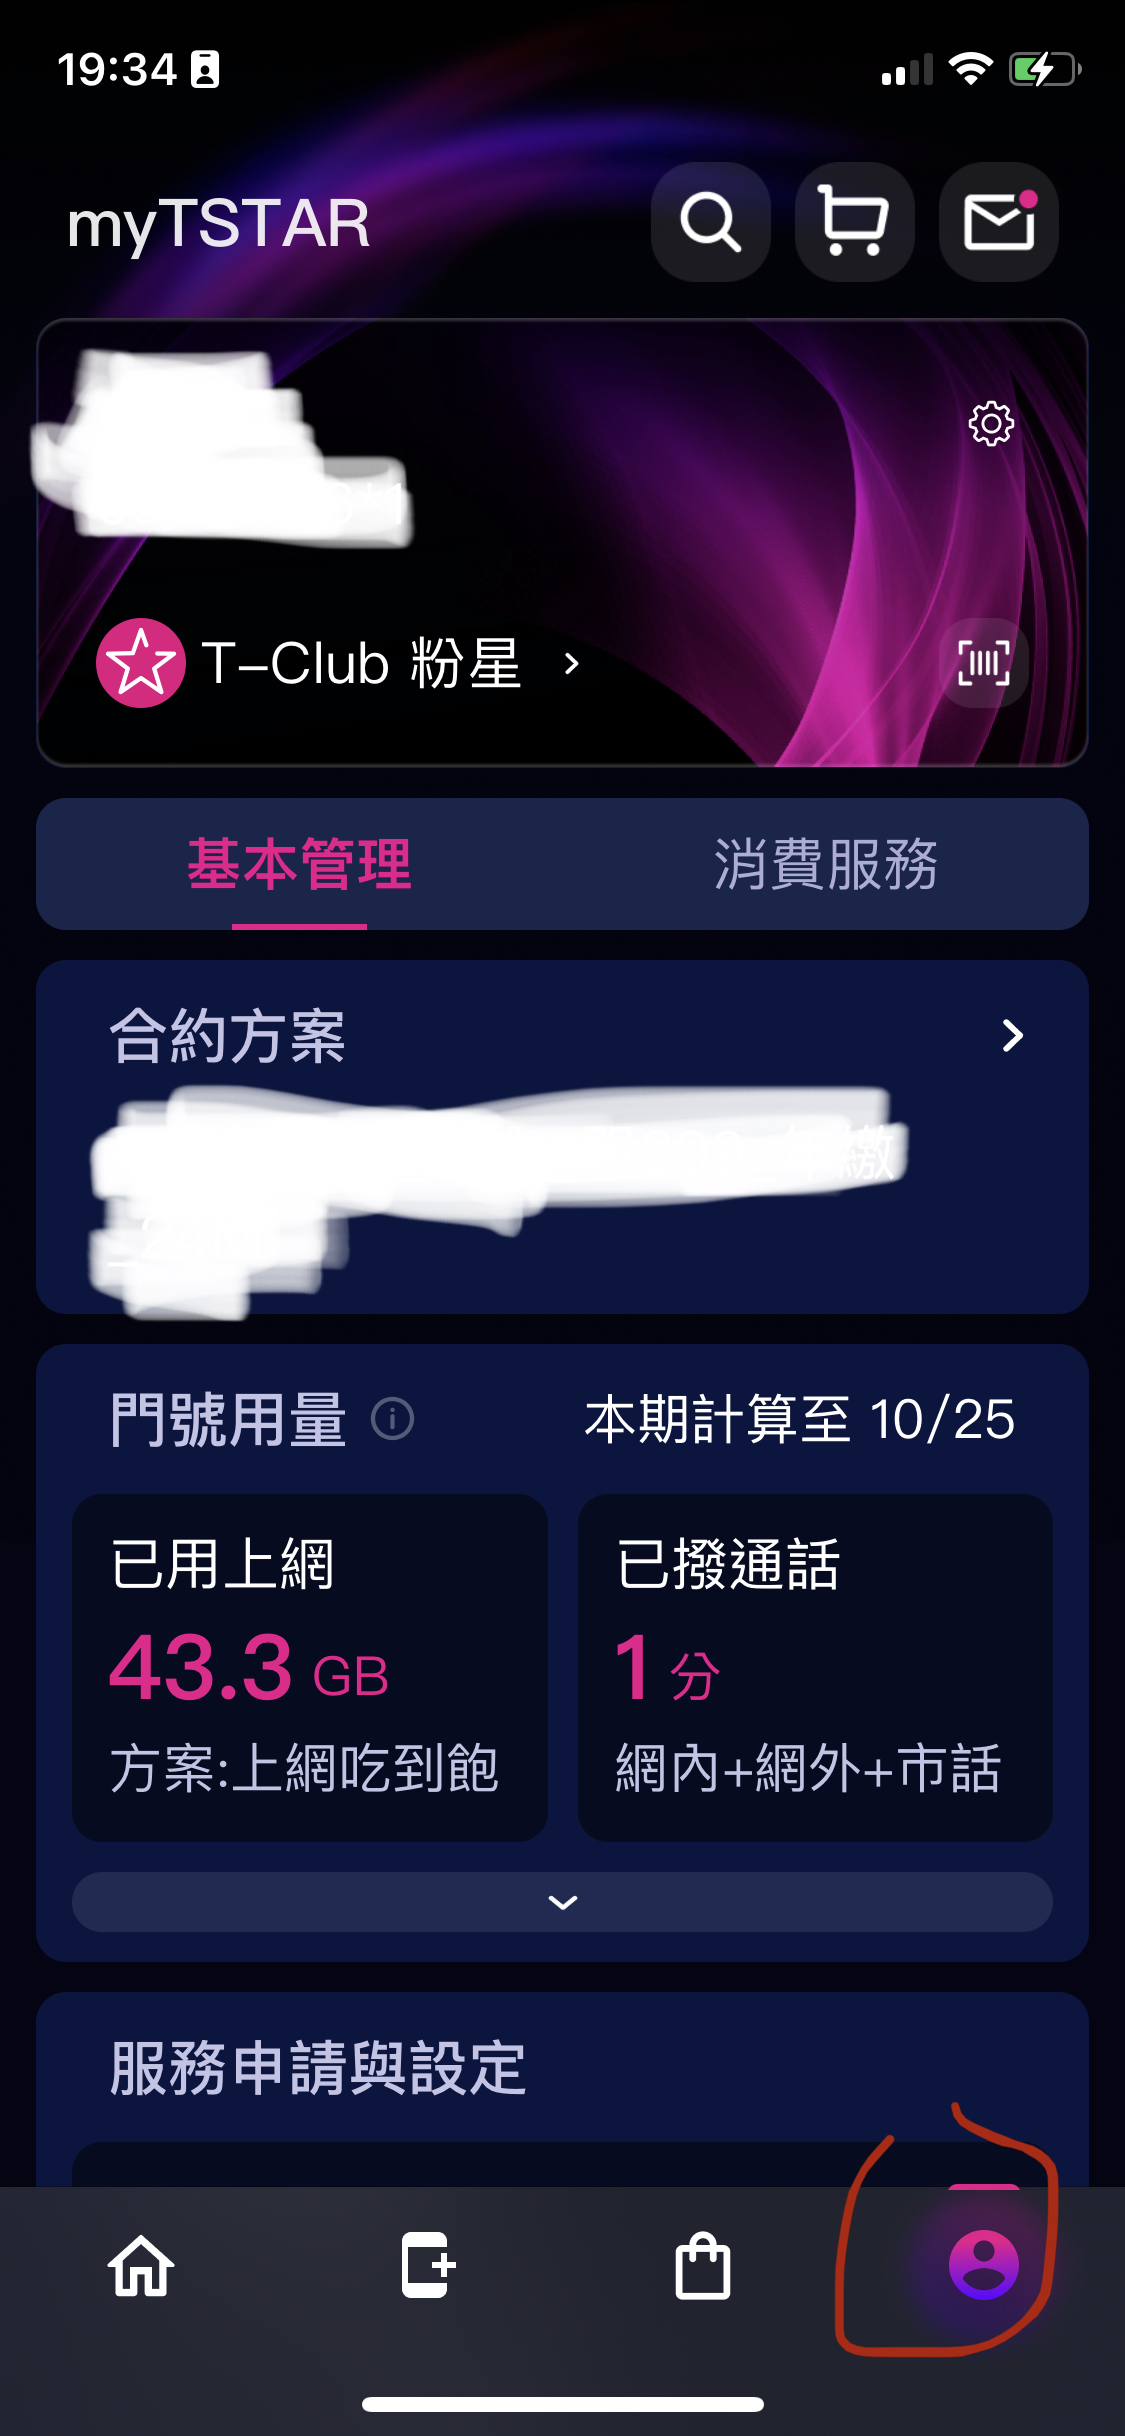 19:34
myTSTAR
T-Club 粉星
基本管理
消費服務
合約方案
繳
門號用量
本期計算至 10/25
已用上網
43.3 GB
方案:上網吃到飽
已撥通話
1 分
網內+網外+市話
服務申請與設定